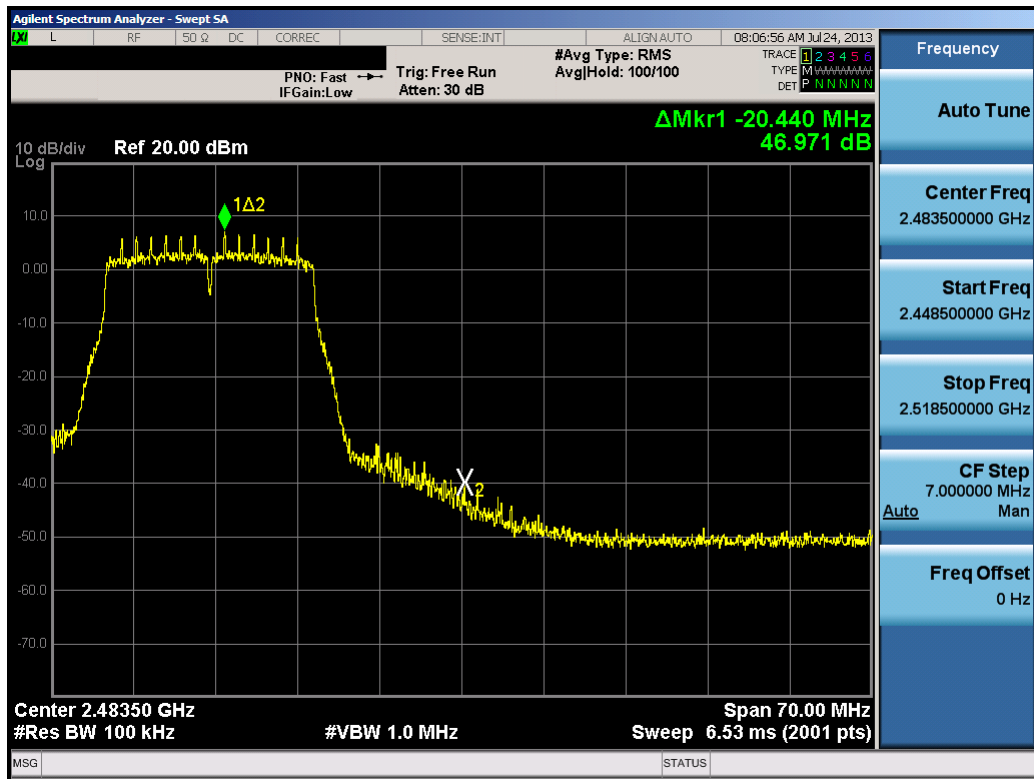 Agilent Spectrum Analyzer - Swept SA
LXI L RF 50 Ω DC CORREC SENSE:INT ALIGN AUTO 08:06:56 AM Jul 24, 2013
PNO: Fast Trig: Free Run #Avg Type: RMS TRACE 1 2 3 4 5 6
IFGain:Low Atten: 30 dB Avg|Hold: 100/100 TYPE M WWWWW
DET P N N N N N
ΔMkr1 -20.440 MHz
46.971 dB
10 dB/div Ref 20.00 dBm
Log
1Δ2
10.0
0.00
-10.0
-20.0
-30.0
-40.0
X2
-50.0
-60.0
-70.0
Center 2.48350 GHz Span 70.00 MHz
#Res BW 100 kHz #VBW 1.0 MHz Sweep 6.53 ms (2001 pts)
MSG STATUS
Frequency
Auto Tune
Center Freq
2.483500000 GHz
Start Freq
2.448500000 GHz
Stop Freq
2.518500000 GHz
CF Step
7.000000 MHz
Auto Man
Freq Offset
0 Hz